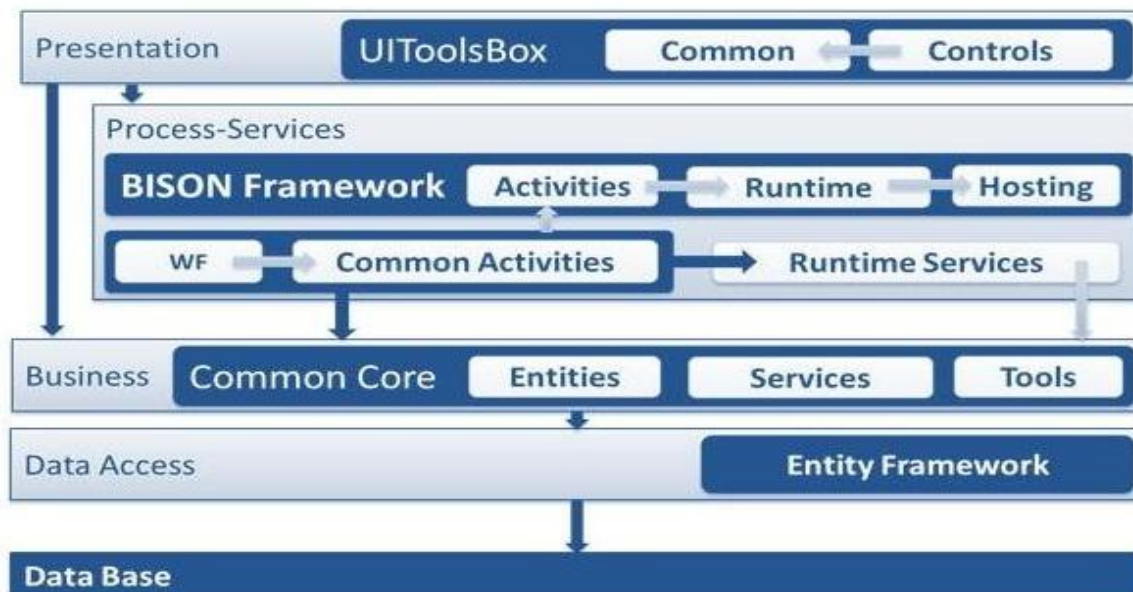 Presentation
UIToolsBox
Common
Controls
Process-Services
BISON Framework
Activities
Runtime
Hosting
WF
Common Activities
Runtime Services
Business
Common Core
Entities
Services
Tools
Data Access
Entity Framework
Data Base